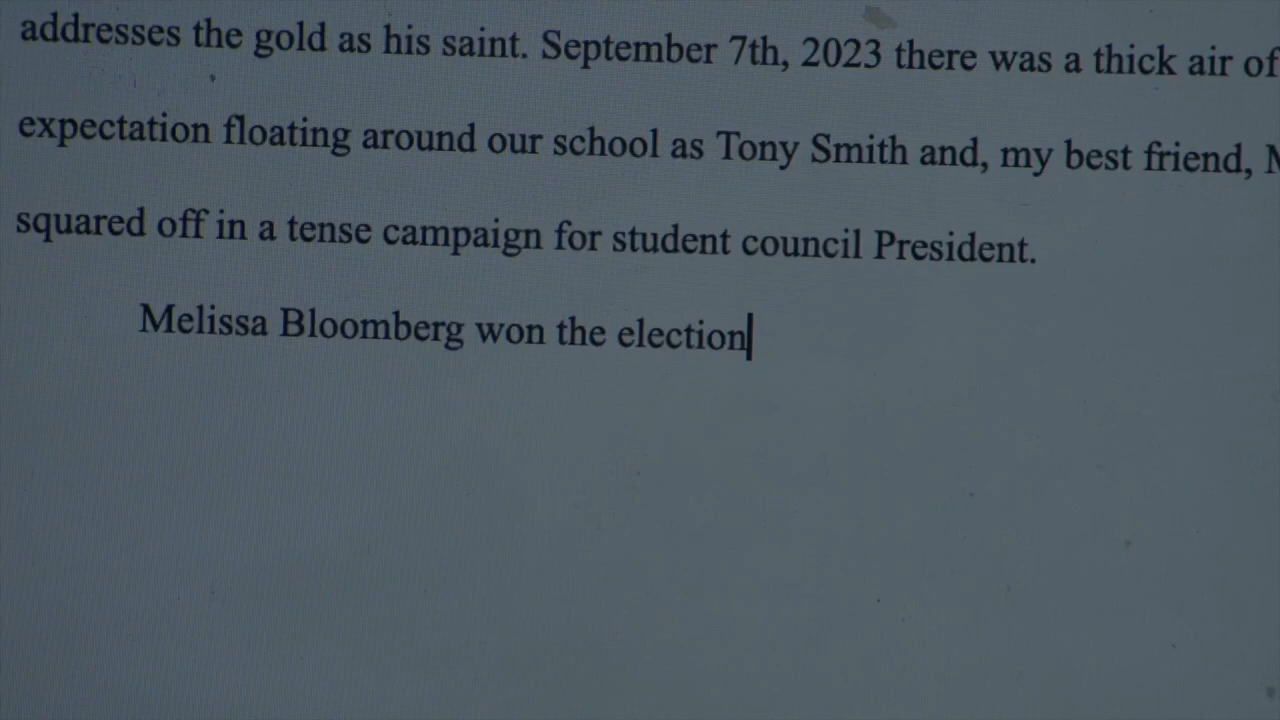 addresses the gold as his saint. September 7th, 2023 there was a thick air of
expectation floating around our school as Tony Smith and, my best friend,
squared off in a tense campaign for student council President.
Melissa Bloomberg won the election